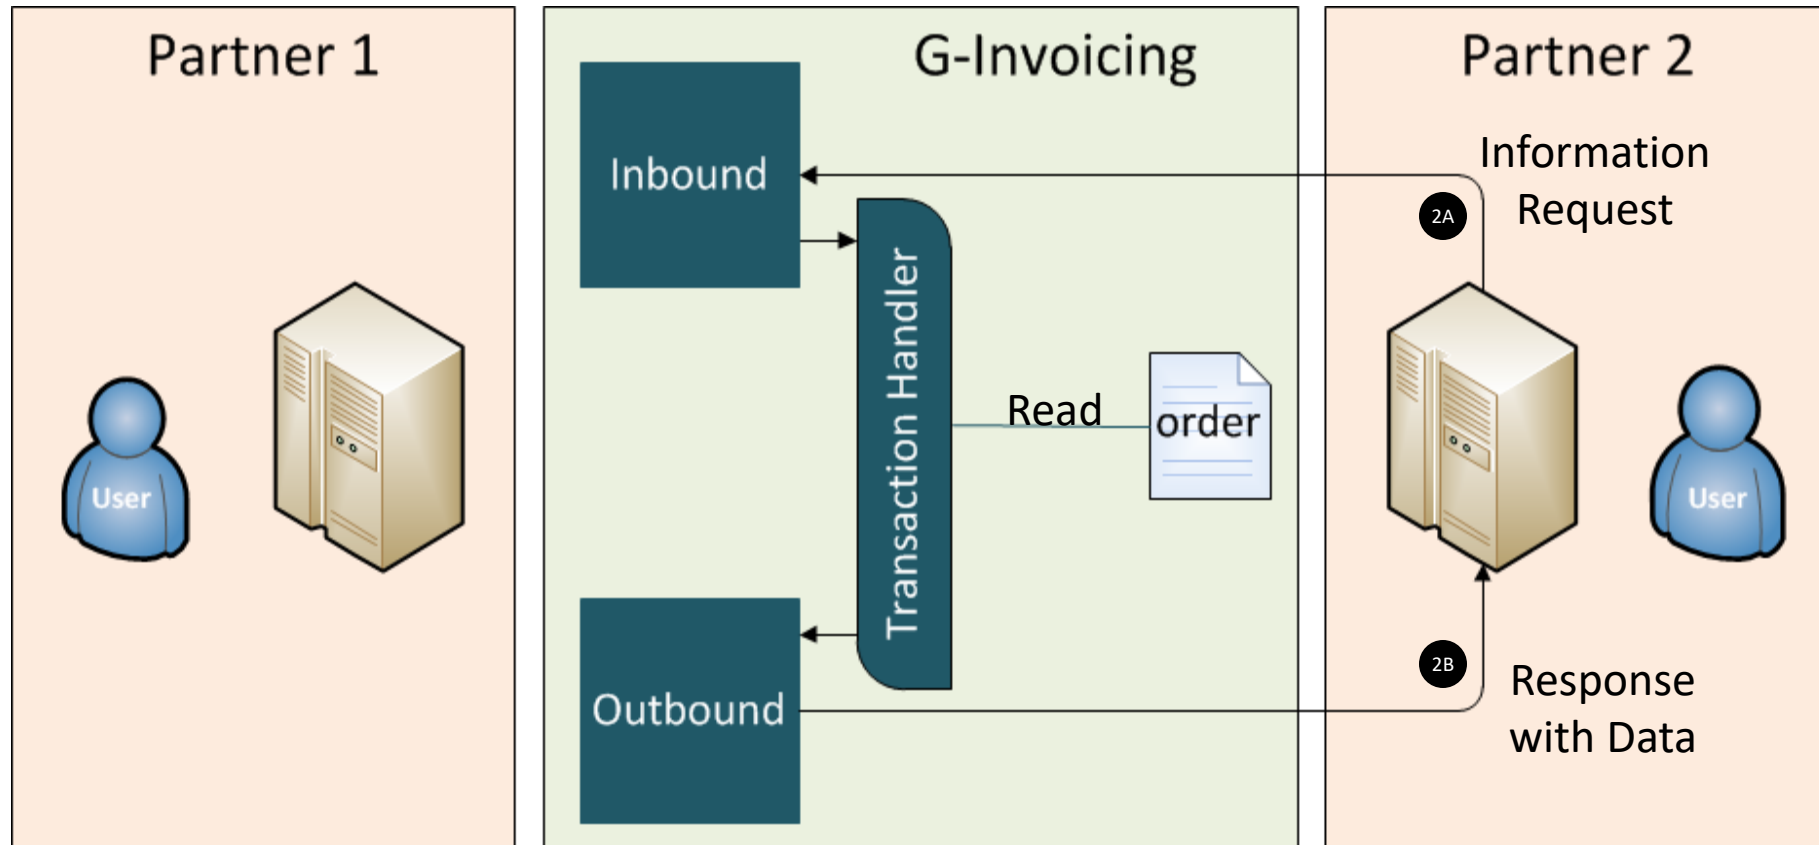 Partner 1
G-Invoicing
Partner 2
Inbound
Information
Request
2A
Transaction Handler
Read
order
User
User
2B
Response
with Data
Outbound